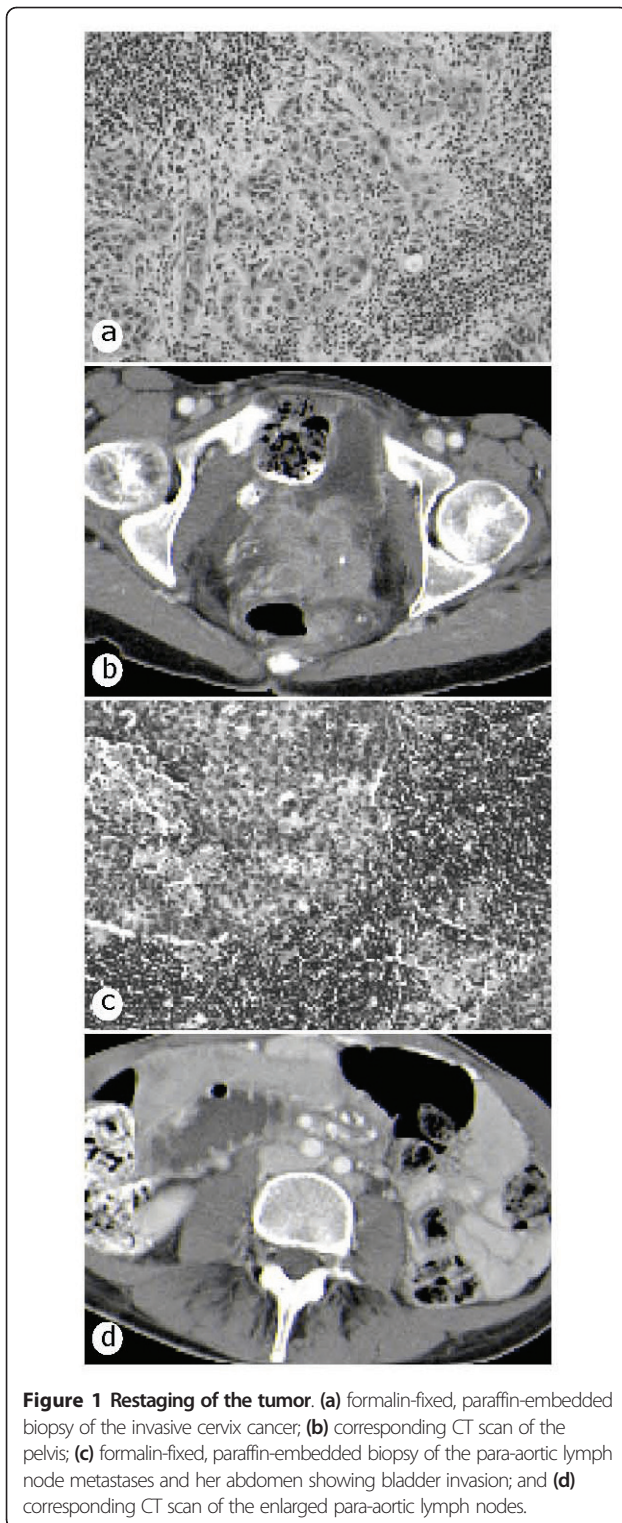 a
b
c
d
Figure 1 Restaging of the tumor. (a) formalin-fixed, paraffin-embedded
biopsy of the invasive cervix cancer; (b) corresponding CT scan of the
pelvis; (c) formalin-fixed, paraffin-embedded biopsy of the para-aortic lymph
node metastases and her abdomen showing bladder invasion; and (d)
corresponding CT scan of the enlarged para-aortic lymph nodes.